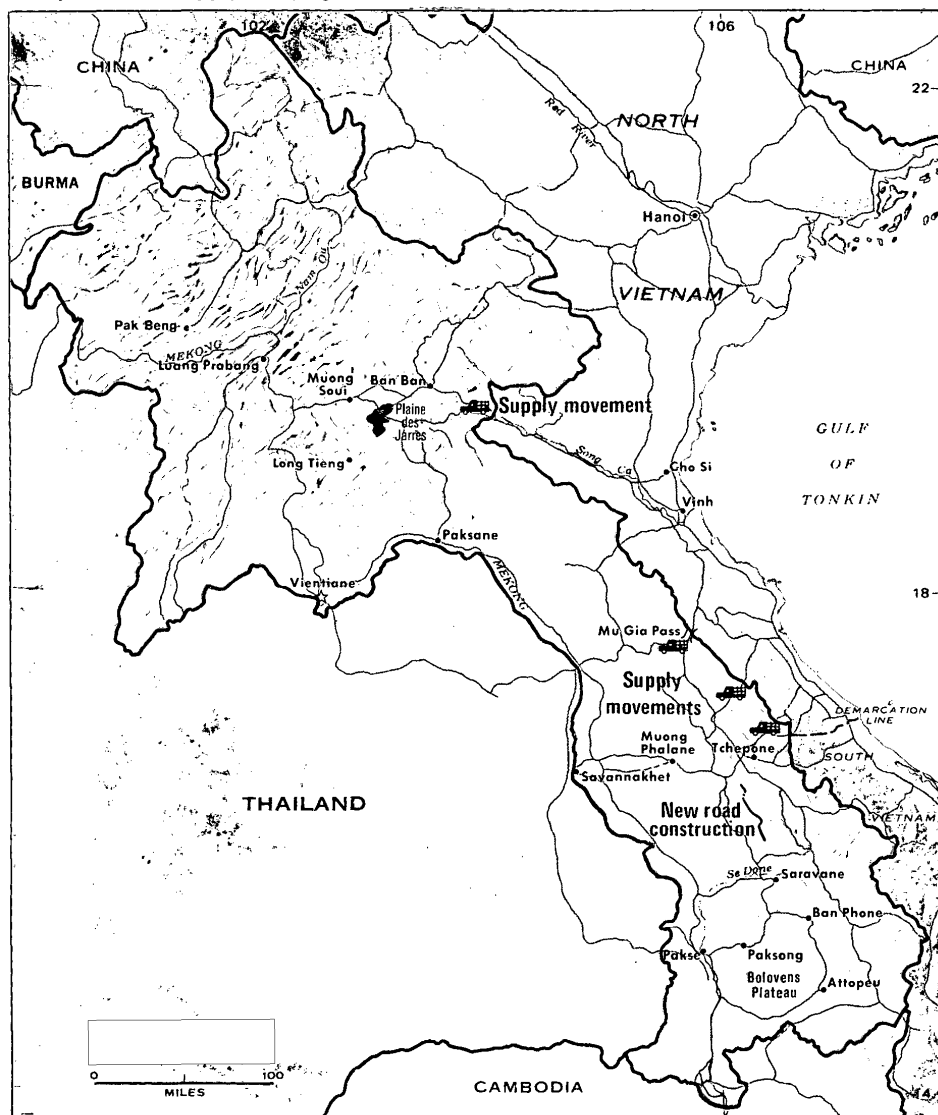 102
106
CHINA
CHINA
22
Red
River
NORTH
BURMA
Hanoi
Nam Ou
VIETNAM
Pak Beng
MEKONG
Luang Prabang
Muong
Soui
Ban Ban
Plaine
des
Jarres
Supply movement
GULF
OF
TONKIN
Long Tieng
Song
Ca
Cho Si
Vinh
Paksane
Vientiane
MEKONG
18
Mu Gia Pass
Supply
movements
DEMARCATION
LINE
Muong
Phalane
Tchepone
SOUTH
Savannakhet
THAILAND
New road
construction
VIETNAM
Se Done
Saravane
Ban Phone
Pakse
Paksong
Bolovens
Plateau
Attopeu
0
100
MILES
CAMBODIA
14